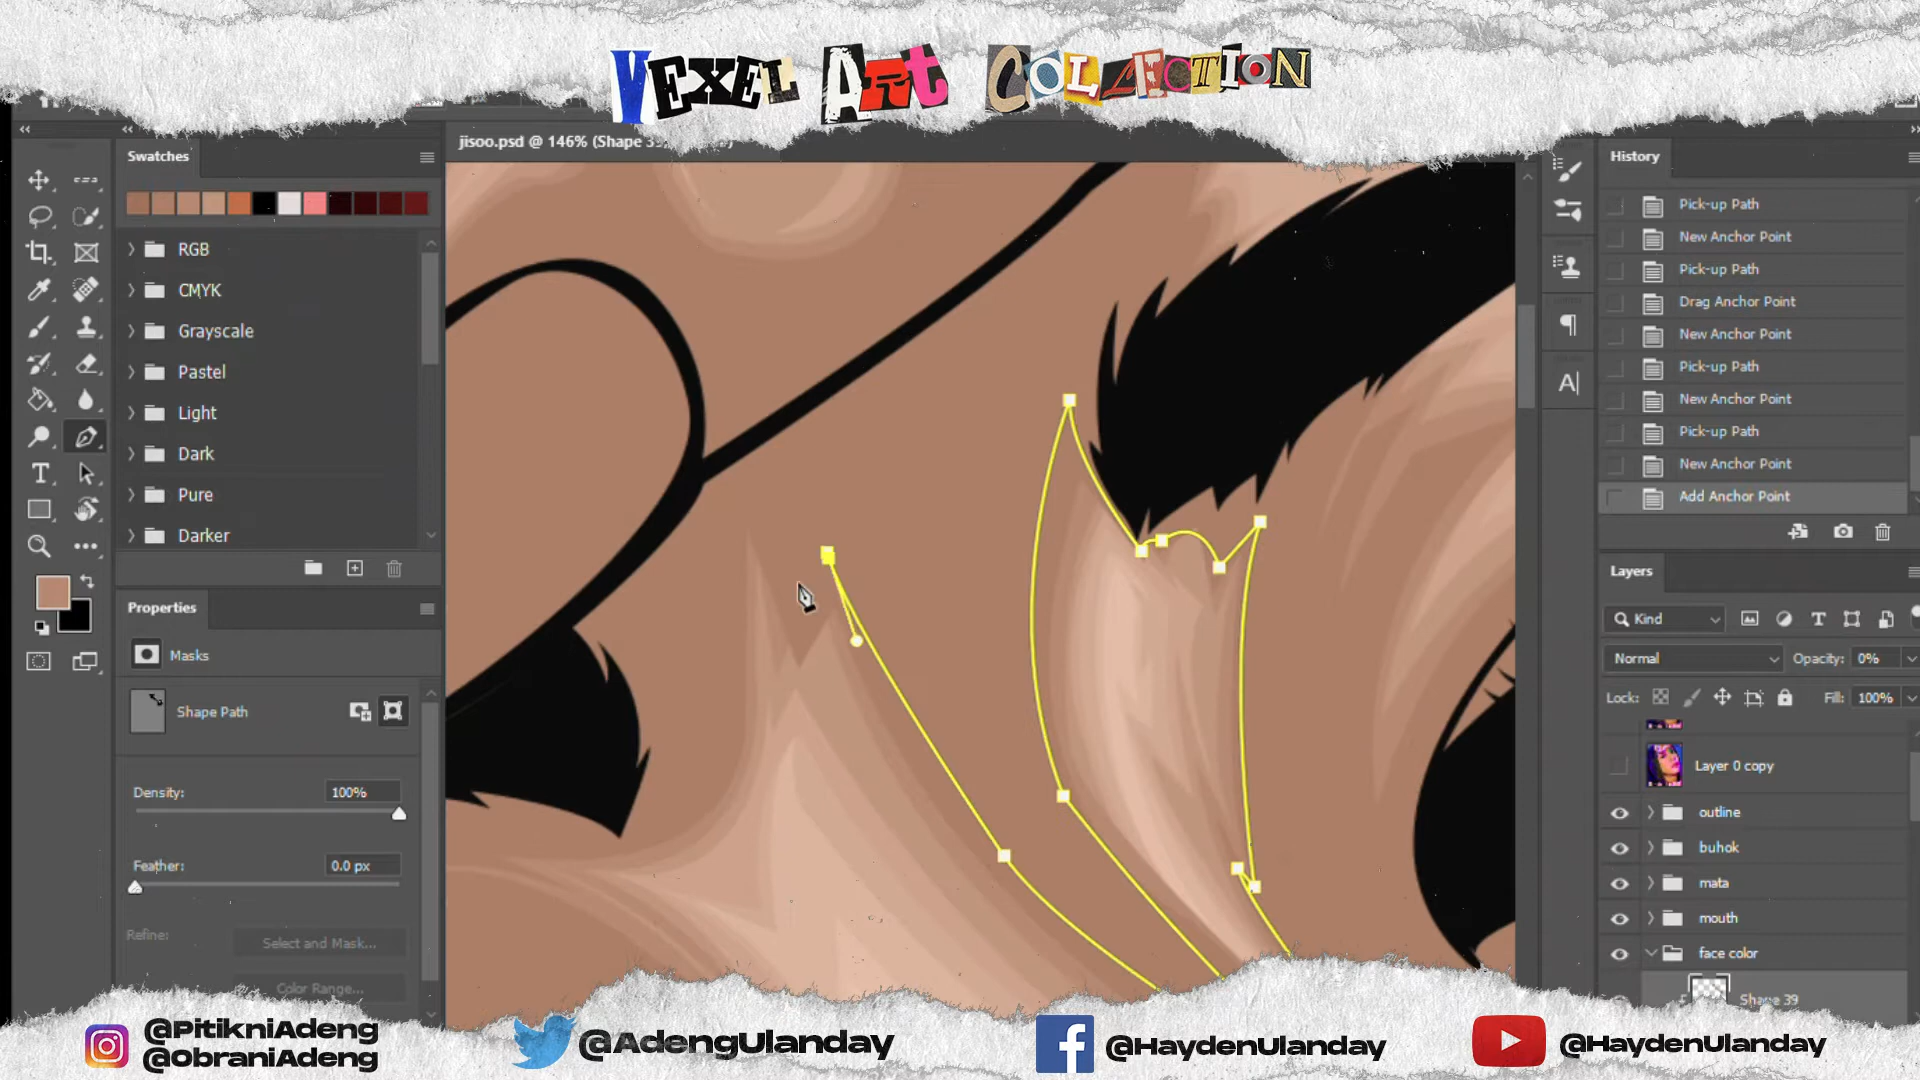 VEXEL ART COLLECTION
jisoo.psd @ 146% (Shape 39
Swatches
RGB
CMYK
Grayscale
Pastel
Light
Dark
Pure
Darker
Properties
Masks
Shape Path
Density:
100%
Feather:
0.0 px
Refine:
Select and Mask...
Color Range...
History
Pick-up Path
New Anchor Point
Pick-up Path
Drag Anchor Point
New Anchor Point
Pick-up Path
New Anchor Point
Pick-up Path
New Anchor Point
Add Anchor Point
Layers
Kind
Normal
Opacity: 0%
Lock:
Fill: 100%
Layer 0 copy
outline
buhok
mata
mouth
face color
Shape 39
@PitikniAdeng
@ObraniAdeng
@AdengUlanday
@HaydenUlanday
@HaydenUlanday